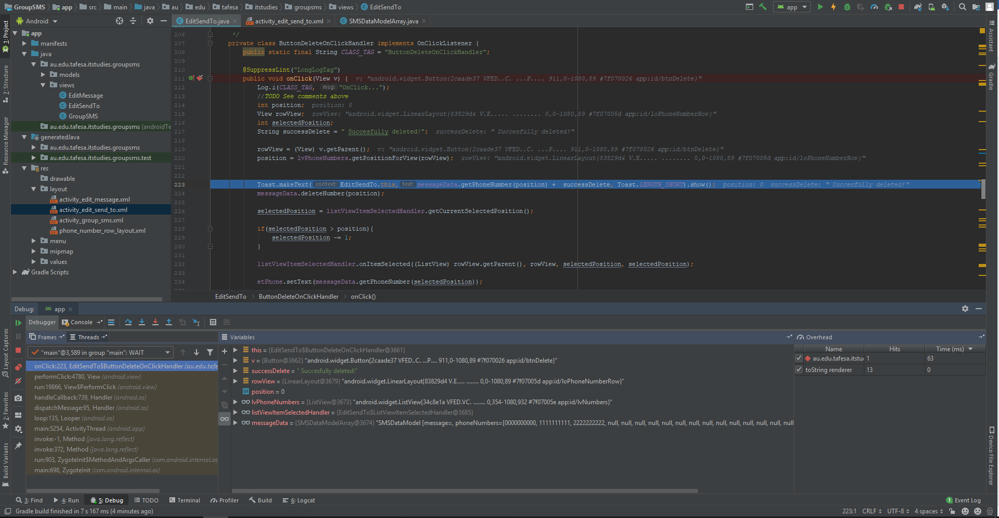 GroupSMS app src main java au edu tafesa itstudies groupsms views EditSendTo
app
Android
EditSendTo.java activity_edit_send_to.xml SMSDataModelArray.java
1: Project
7: Structure
Resource Manager
Layout Captures
2: Favorites
Build Variants
app
manifests
java
au.edu.tafesa.itstudies.groupsms
models
views
EditMessage
EditSendTo
GroupSMS
au.edu.tafesa.itstudies.groupsms (androidTe
generatedJava
au.edu.tafesa.itstudies.groupsms
au.edu.tafesa.itstudies.groupsms.test
res
drawable
layout
activity_edit_message.xml
activity_edit_send_to.xml
activity_group_sms.xml
phone_number_row_layout.xml
menu
mipmap
values
Gradle Scripts
206 */
207 private class ButtonDeleteOnClickHandler implements OnClickListener {
208 public static final String CLASS_TAG = "ButtonDeleteOnClickHandler";
209
210 @SuppressLint("LongLogTag")
211 public void onClick(View v) { v: "android.widget.Button{2caade37 VFED..C. ...P.... 911,0-1080,89 #7f070026 app:id/btnDelete}"
212 Log.i(CLASS_TAG, msg: "OnClick...");
213 //TODO See comments above
214 int position; position: 0
215 View rowView; rowView: "android.widget.LinearLayout{83829d4 V.E..... ........ 0,0-1080,89 #7f07005d app:id/loPhoneNumberRow}"
216 int selectedPosition;
217 String successDelete = " Succesfully deleted!"; successDelete: " Succesfully deleted!"
218
219 rowView = (View) v.getParent(); v: "android.widget.Button{2caade37 VFED..C. ...P.... 911,0-1080,89 #7f070026 app:id/btnDelete}"
220 position = lvPhoneNumbers.getPositionForView(rowView); rowView: "android.widget.LinearLayout{83829d4 V.E..... ........ 0,0-1080,89 #7f07005d app:id/loPhoneNumberRow}"
221
222
223 Toast.makeText( context: EditSendTo.this, text: messageData.getPhoneNumber(position) + successDelete, Toast.LENGTH_SHORT).show(); position: 0 successDelete: " Succesfully deleted!"
224 messageData.deleteNumber(position);
225
226 selectedPosition = listViewItemSelectedHandler.getCurrentSelectedPosition();
227
228 if(selectedPosition > position){
229 selectedPosition -= 1;
230 }
231
232 listViewItemSelectedHandler.onItemSelected((ListView) rowView.getParent(), rowView, selectedPosition, selectedPosition);
233
234 etPhone.setText(messageData.getPhoneNumber(selectedPosition));
EditSendTo › ButtonDeleteOnClickHandler › onClick()
Assistant
Gradle
Device File Explorer
Debug: app
Debugger Console
Frames Threads
"main"@3,589 in group "main": WAIT
onClick:223, EditSendTo$ButtonDeleteOnClickHandler (au.edu.tafe
performClick:4780, View (android.view)
run:19866, View$PerformClick (android.view)
handleCallback:739, Handler (android.os)
dispatchMessage:95, Handler (android.os)
loop:135, Looper (android.os)
main:5254, ActivityThread (android.app)
invoke:-1, Method (java.lang.reflect)
invoke:372, Method (java.lang.reflect)
run:903, ZygoteInit$MethodAndArgsCaller (com.android.internal.os
main:698, ZygoteInit (com.android.internal.os)
Variables
this = {EditSendTo$ButtonDeleteOnClickHandler@3661}
v = {Button@3662} "android.widget.Button{2caade37 VFED..C. ...P.... 911,0-1080,89 #7f070026 app:id/btnDelete}"
successDelete = " Succesfully deleted!"
rowView = {LinearLayout@3679} "android.widget.LinearLayout{83829d4 V.E..... ........ 0,0-1080,89 #7f07005d app:id/loPhoneNumberRow}"
01 position = 0
lvPhoneNumbers = {ListView@3673} "android.widget.ListView{34c8e1a VFED.VC. ........ 0,354-1080,932 #7f07005e app:id/lvNumbers}"
listViewItemSelectedHandler = {EditSendTo$ListViewItemSelectedHandler@3685}
messageData = {SMSDataModelArray@3674} "SMSDataModel [message=, phoneNumbers=[0000000000, 1111111111, 2222222222, null, null, null, null, null, null, null, null, null, null, null, null, null, null
Overhead
Name Hits Time (ms)
au.edu.tafesa.itstu 1 63
toString renderer 13 0
3: Find 4: Run 5: Debug TODO Terminal Profiler Build 6: Logcat
1 Event Log
Gradle build finished in 7 s 167 ms (4 minutes ago)
223:1 CRLF UTF-8 4 spaces